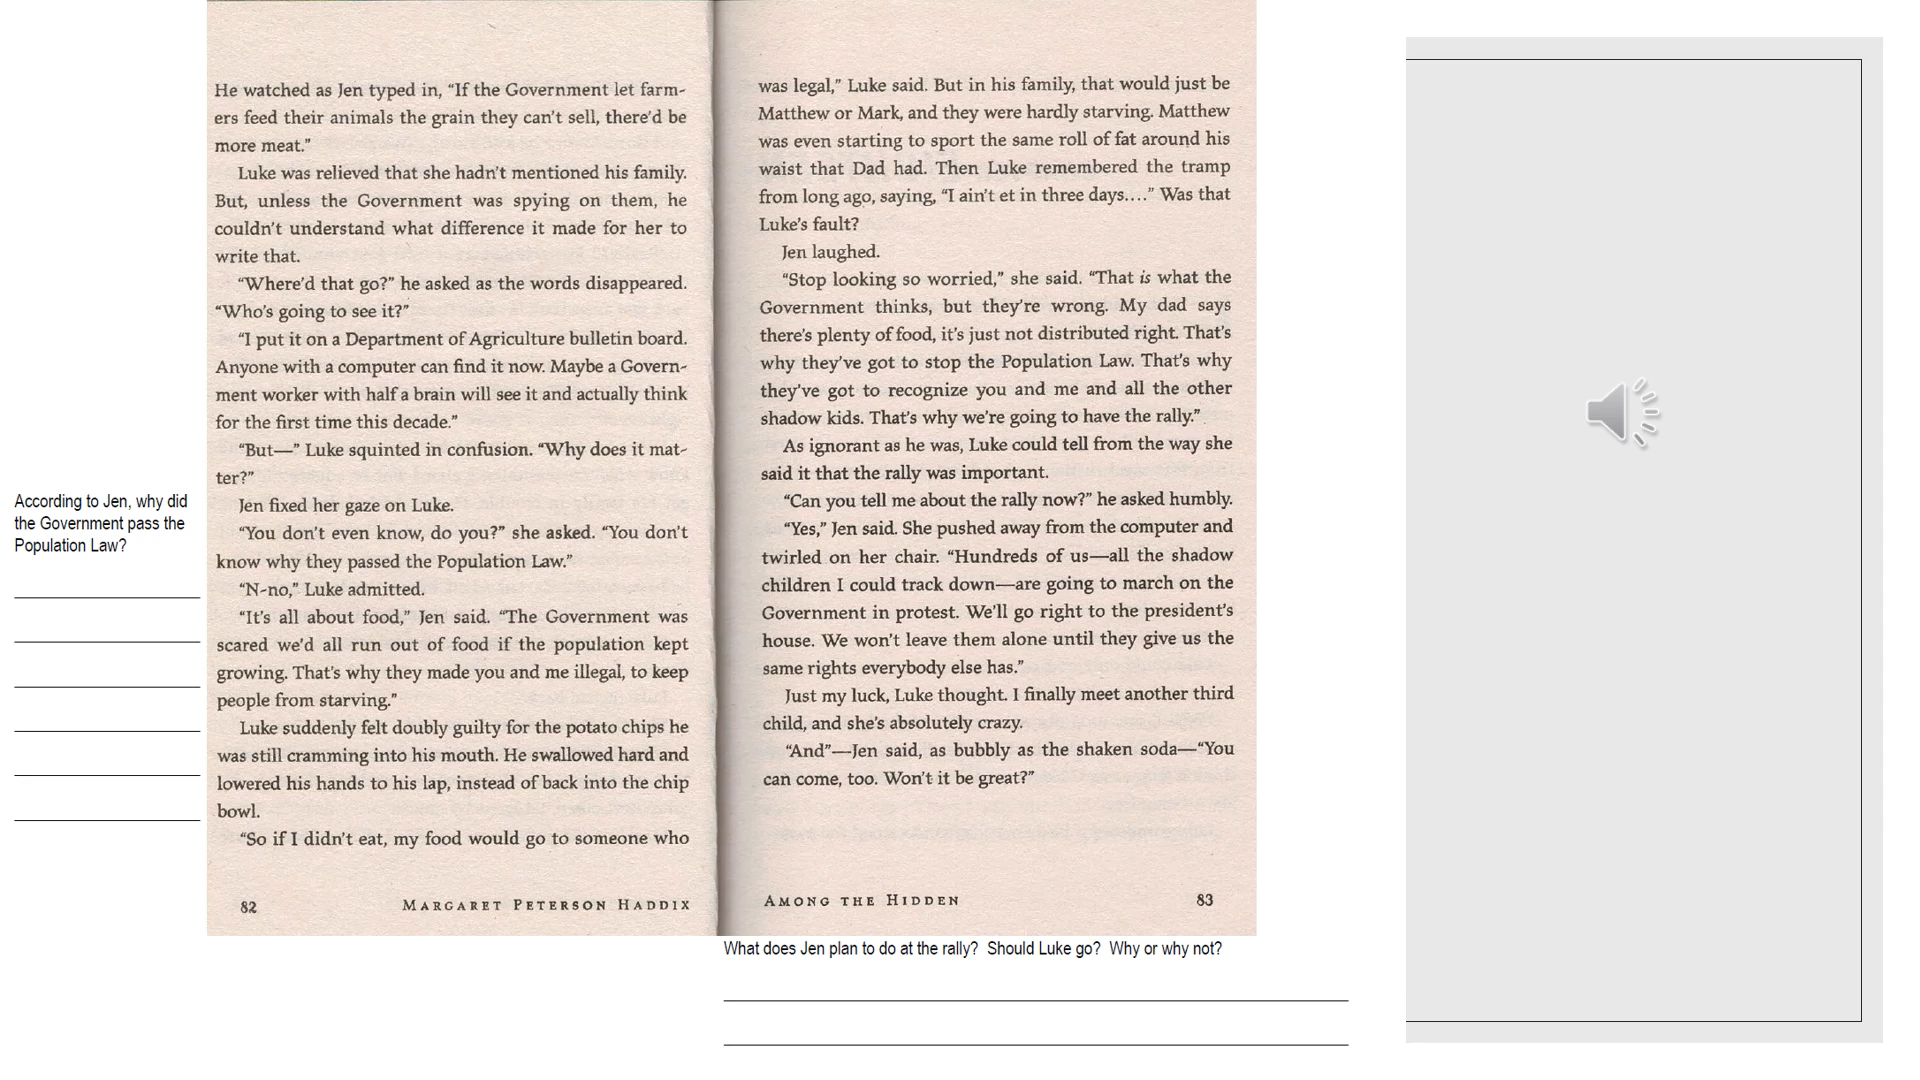 He watched as Jen typed in, “If the Government let farm-
ers feed their animals the grain they can’t sell, there’d be
more meat.”
Luke was relieved that she hadn’t mentioned his family.
But, unless the Government was spying on them, he
couldn’t understand what difference it made for her to
write that.
“Where’d that go?” he asked as the words disappeared.
“Who’s going to see it?”
“I put it on a Department of Agriculture bulletin board.
Anyone with a computer can find it now. Maybe a Govern-
ment worker with half a brain will see it and actually think
for the first time this decade.”
“But—” Luke squinted in confusion. “Why does it mat-
ter?”
Jen fixed her gaze on Luke.
“You don’t even know, do you?” she asked. “You don’t
know why they passed the Population Law.”
“N-no,” Luke admitted.
“It’s all about food,” Jen said. “The Government was
scared we’d all run out of food if the population kept
growing. That’s why they made you and me illegal, to keep
people from starving.”
Luke suddenly felt doubly guilty for the potato chips he
was still cramming into his mouth. He swallowed hard and
lowered his hands to his lap, instead of back into the chip
bowl.
“So if I didn’t eat, my food would go to someone who
82 MARGARET PETERSON HADDIX
According to Jen, why did
the Government pass the
Population Law?
was legal,” Luke said. But in his family, that would just be
Matthew or Mark, and they were hardly starving. Matthew
was even starting to sport the same roll of fat around his
waist that Dad had. Then Luke remembered the tramp
from long ago, saying, “I ain’t et in three days....” Was that
Luke’s fault?
Jen laughed.
“Stop looking so worried,” she said. “That is what the
Government thinks, but they’re wrong. My dad says
there’s plenty of food, it’s just not distributed right. That’s
why they’ve got to stop the Population Law. That’s why
they’ve got to recognize you and me and all the other
shadow kids. That’s why we’re going to have the rally.”
As ignorant as he was, Luke could tell from the way she
said it that the rally was important.
“Can you tell me about the rally now?” he asked humbly.
“Yes,” Jen said. She pushed away from the computer and
twirled on her chair. “Hundreds of us—all the shadow
children I could track down—are going to march on the
Government in protest. We’ll go right to the president’s
house. We won’t leave them alone until they give us the
same rights everybody else has.”
Just my luck, Luke thought. I finally meet another third
child, and she’s absolutely crazy.
“And”—Jen said, as bubbly as the shaken soda—“You
can come, too. Won’t it be great?”
AMONG THE HIDDEN 83
What does Jen plan to do at the rally?  Should Luke go?  Why or why not?